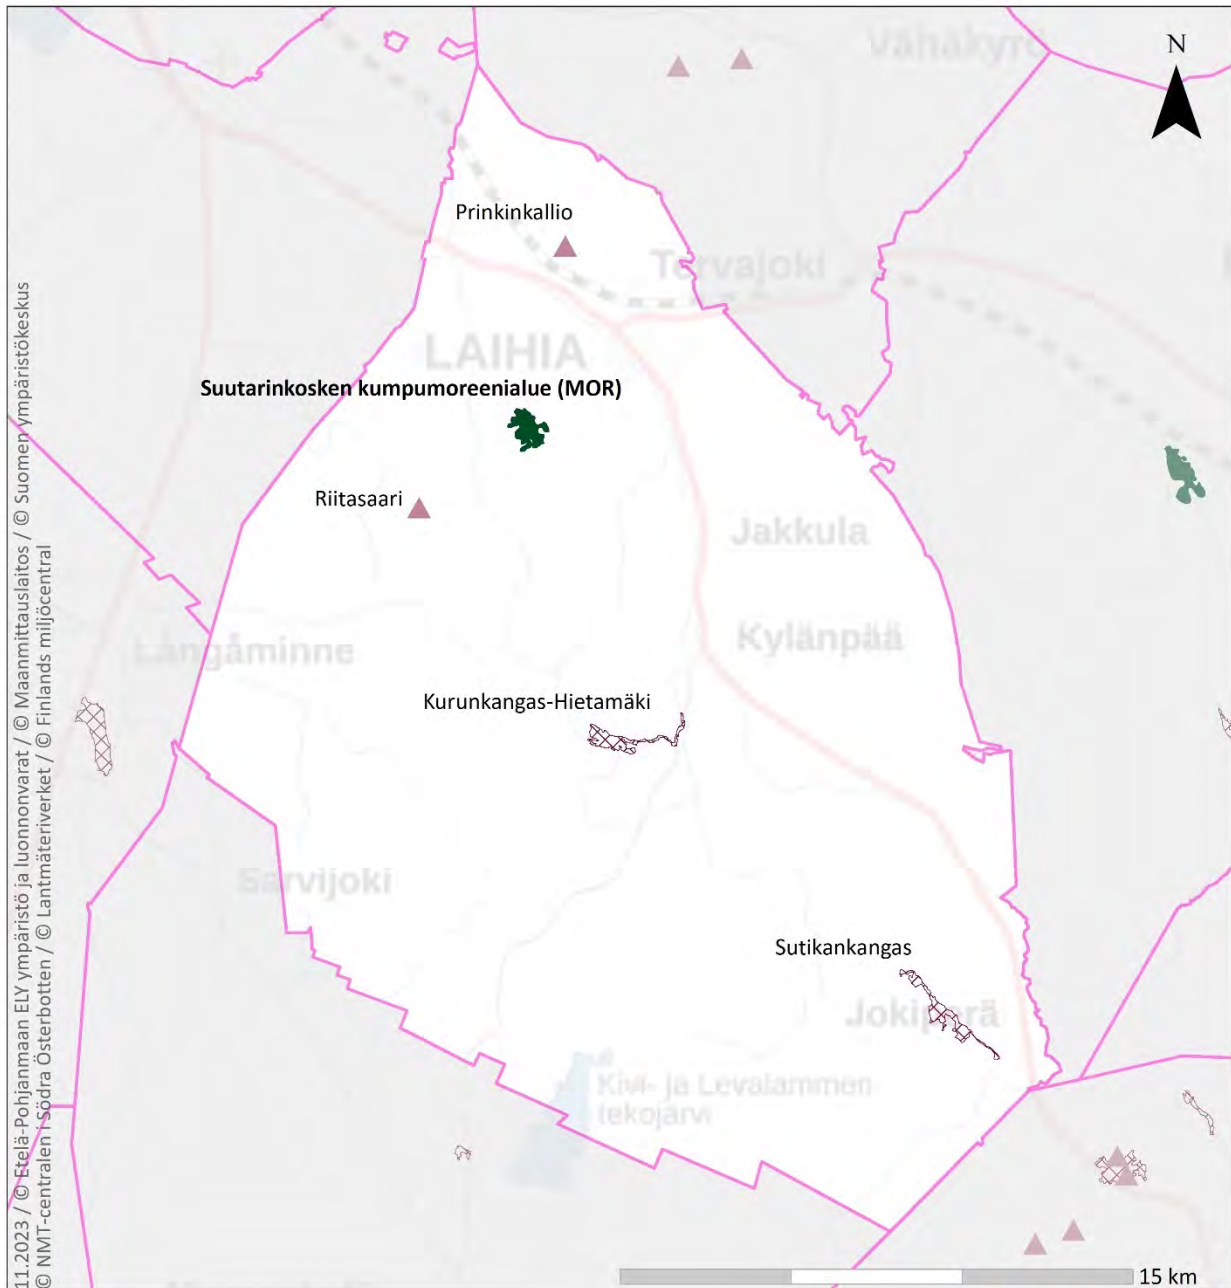 Vähäkyrö
N
Prinkinkallio
Tervajoki
LAIHIA
Suutarinkosken kumpumoreenialue (MOR)
Riitasaari
Jakkula
Kylänpää
Långåminne
Kurunkangas-Hietamäki
Sarvijoki
Sutikankangas
Jokiperä
Kivi- ja Levalammen
tekojärvi
15 km
11.2023 / © Etelä-Pohjanmaan ELY ympäristö ja luonnonvarat / © Maanmittauslaitos / © Suomen ympäristökeskus
© NMT-centralen i Södra Österbotten / © Lantmäteriverket / © Finlands miljöcentral